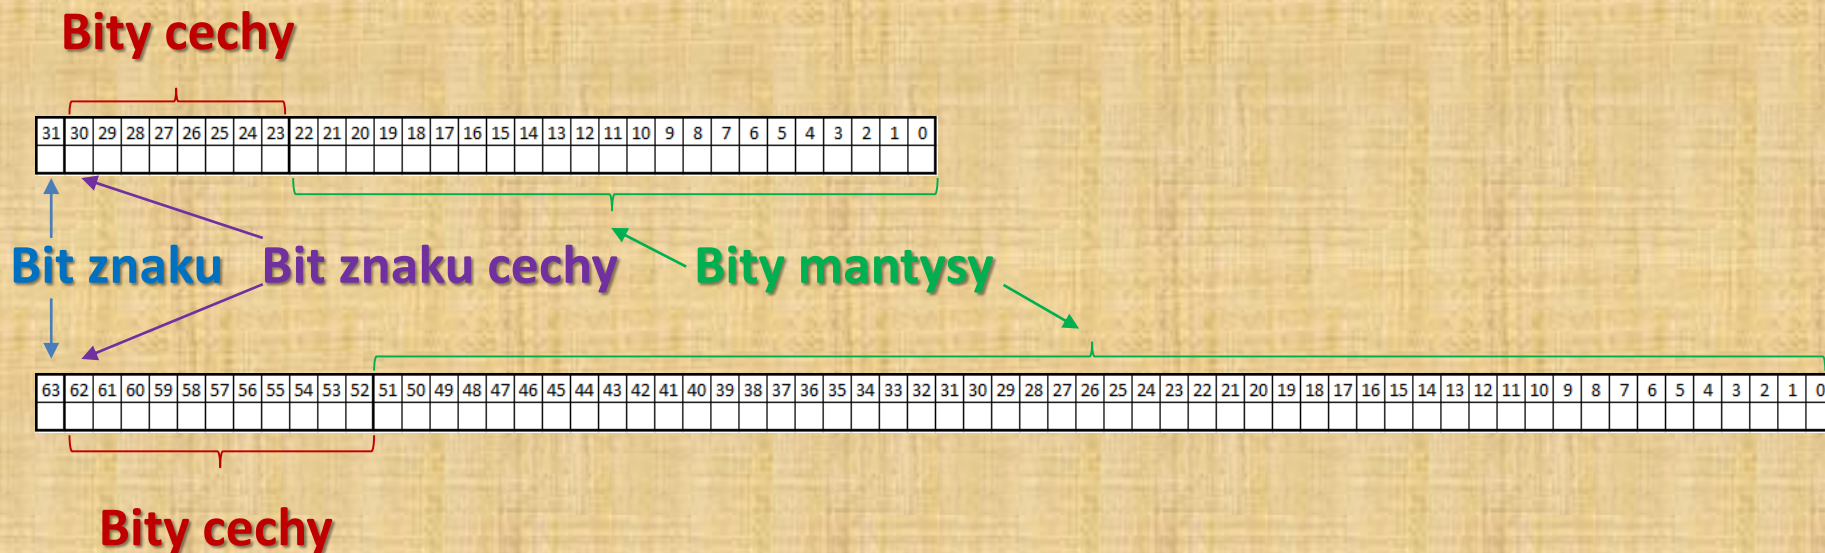 Bity cechy
31 30 29 28 27 26 25 24 23 22 21 20 19 18 17 16 15 14 13 12 11 10 9 8 7 6 5 4 3 2 1 0
Bit znaku Bit znaku cechy Bity mantysy
63 62 61 60 59 58 57 56 55 54 53 52 51 50 49 48 47 46 45 44 43 42 41 40 39 38 37 36 35 34 33 32 31 30 29 28 27 26 25 24 23 22 21 20 19 18 17 16 15 14 13 12 11 10 9 8 7 6 5 4 3 2 1 0
Bity cechy